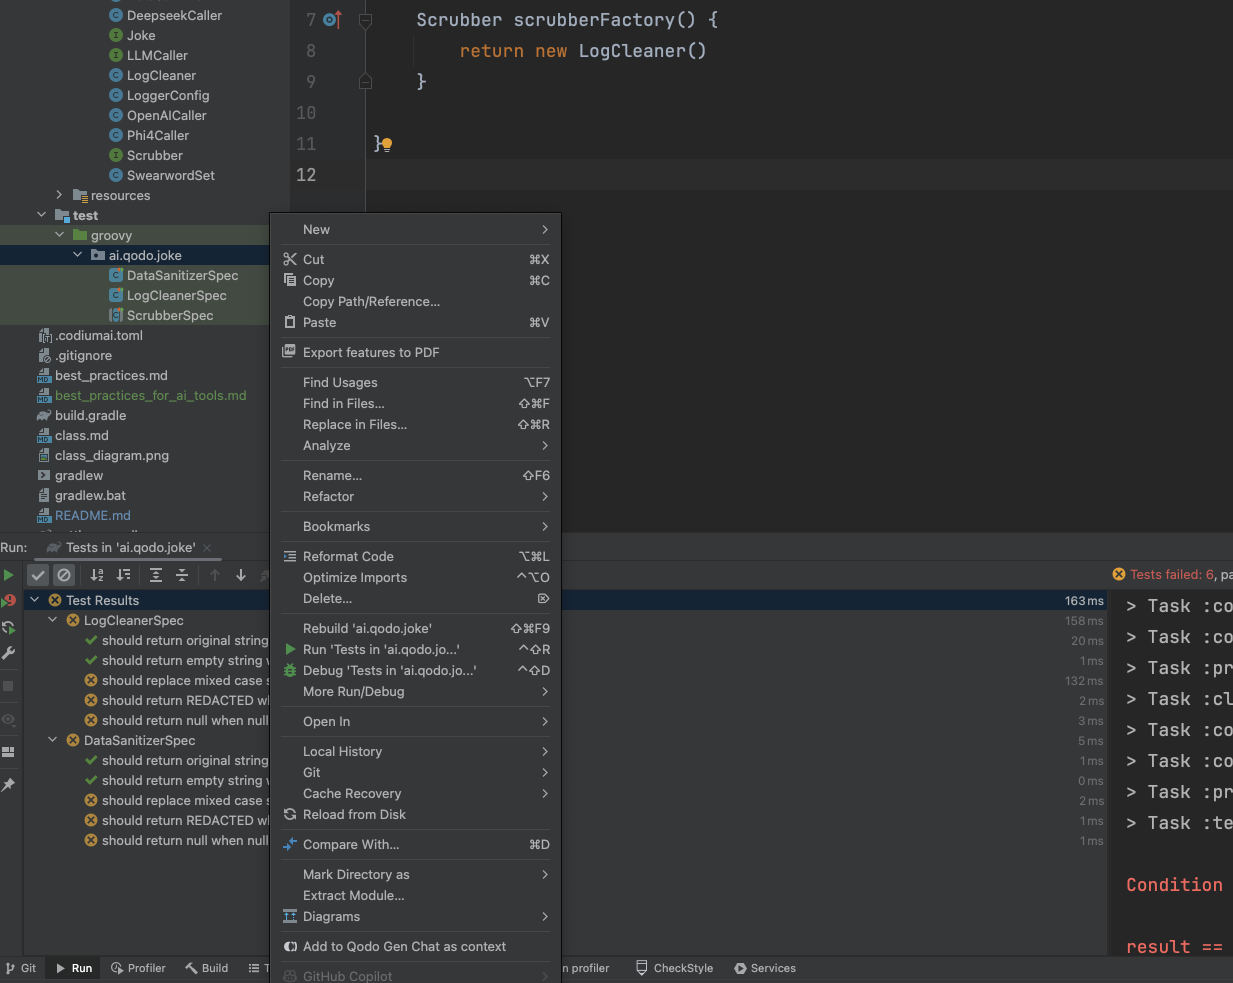 DeepseekCaller
Joke
LLMCaller
LogCleaner
LoggerConfig
OpenAICaller
Phi4Caller
Scrubber
SwearwordSet
resources
test
groovy
ai.qodo.joke
DataSanitizerSpec
LogCleanerSpec
ScrubberSpec
.codiumai.toml
.gitignore
best_practices.md
best_practices_for_ai_tools.md
build.gradle
class.md
class_diagram.png
gradlew
gradlew.bat
README.md
7 Scrubber scrubberFactory() {
8 return new LogCleaner()
9 }
10
11 }
12
New
Cut ⌘X
Copy ⌘C
Copy Path/Reference...
Paste ⌘V
Export features to PDF
Find Usages ⌥F7
Find in Files... ⇧⌘F
Replace in Files... ⇧⌘R
Analyze
Rename... ⇧F6
Refactor
Bookmarks
Reformat Code ⌥⌘L
Optimize Imports ^⌥O
Delete... ⌦
Rebuild 'ai.qodo.joke' ⇧⌘F9
Run 'Tests in 'ai.qodo.jo...' ^⇧R
Debug 'Tests in 'ai.qodo.jo...' ^⇧D
More Run/Debug
Open In
Local History
Git
Cache Recovery
Reload from Disk
Compare With... ⌘D
Mark Directory as
Extract Module...
Diagrams
Add to Qodo Gen Chat as context
GitHub Copilot
Run: Tests in 'ai.qodo.joke'
Tests failed: 6, pa
Test Results 163 ms
LogCleanerSpec 158 ms
should return original string 20 ms
should return empty string w 1 ms
should replace mixed case s 132 ms
should return REDACTED wh 2 ms
should return null when null 3 ms
DataSanitizerSpec 5 ms
should return original string 1 ms
should return empty string w 0 ms
should replace mixed case s 2 ms
should return REDACTED wh 1 ms
should return null when null 1 ms
> Task :co
> Task :co
> Task :pr
> Task :cl
> Task :co
> Task :co
> Task :pr
> Task :te
Condition
result ==
Git Run Profiler Build T n profiler CheckStyle Services